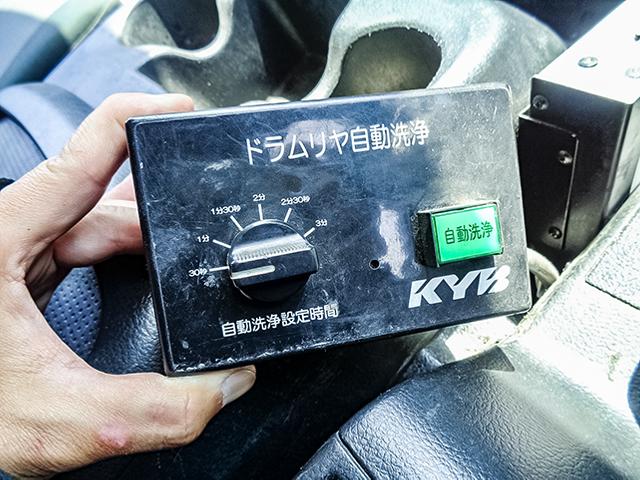 ドラムリヤ自動洗浄
30秒
1分
1分30秒
2分
2分30秒
3分
自動洗浄設定時間
自動洗浄
KYB